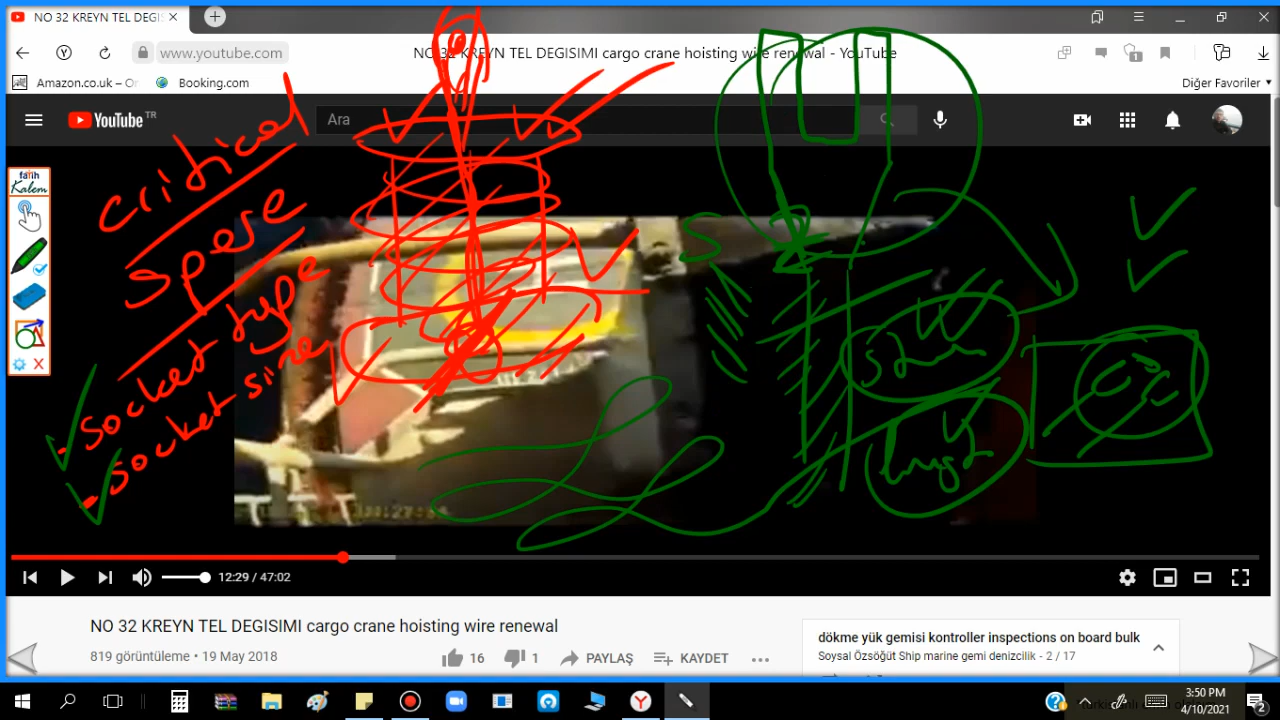 NO 32 KREYN TEL DEGIS
www.youtube.com
NO 32 KREYN TEL DEGISIMI cargo crane hoisting wire renewal - YouTube
Amazon.co.uk – Or
Booking.com
Diğer Favoriler
YouTube TR
Ara
fatih
Kalem
critical
spare
socket type
- socket size
S
12:29 / 47:02
NO 32 KREYN TEL DEGISIMI cargo crane hoisting wire renewal
819 görüntüleme • 19 May 2018
16
1
PAYLAŞ
KAYDET
dökme yük gemisi kontroller inspections on board bulk
Soysal Özsöğüt Ship marine gemi denizcilik - 2 / 17
3:50 PM
4/10/2021
2